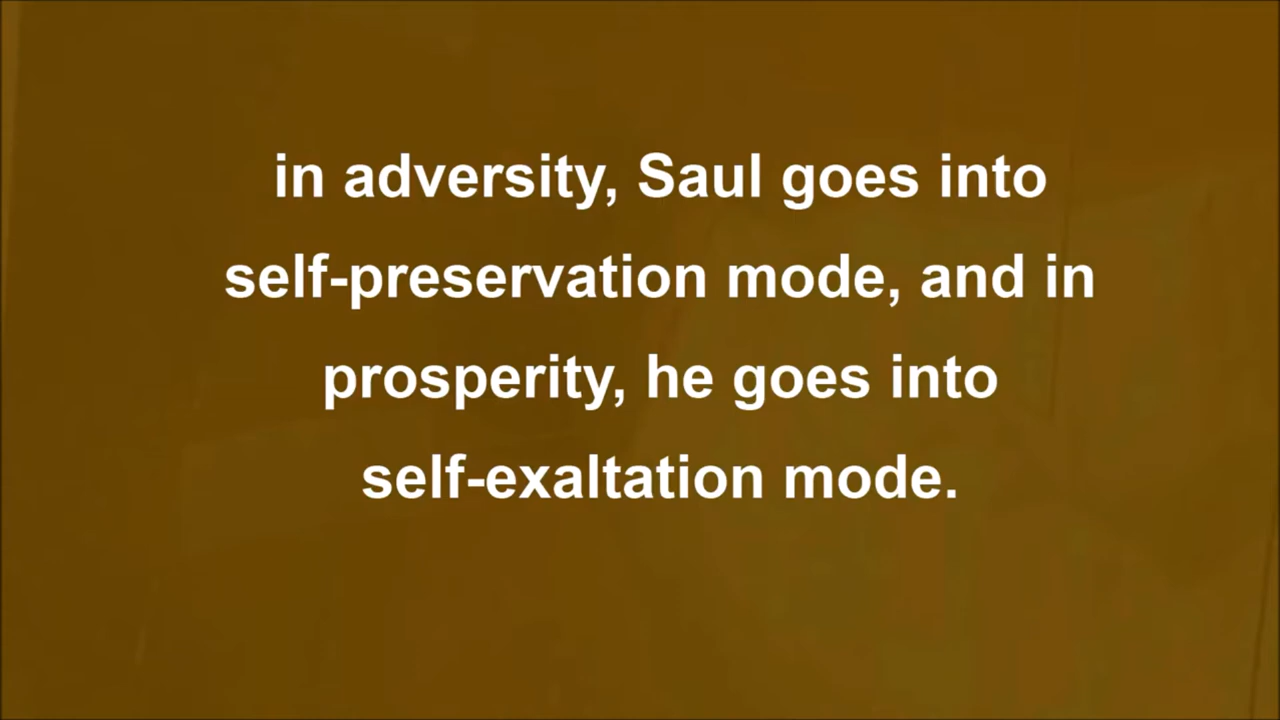 in adversity, Saul goes into
self-preservation mode, and in
prosperity, he goes into
self-exaltation mode.